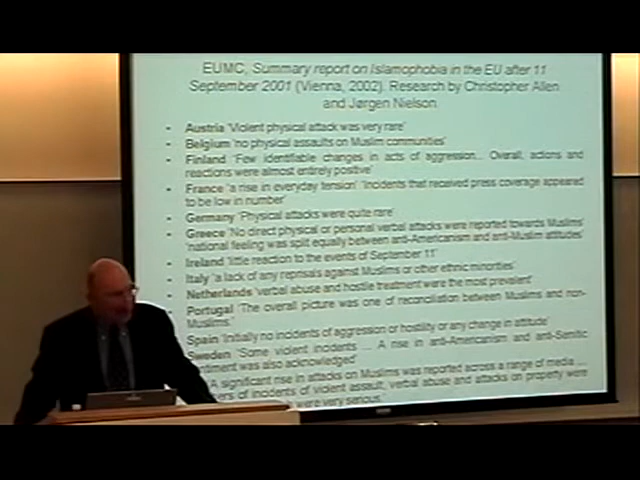 EUMC, Summary report on Islamophobia in the EU after 11
September 2001 (Vienna, 2002). Research by Christopher Allen
and Jørgen Nielson
• Austria 'Violent physical attack was very rare'
• Belgium 'no physical assaults on Muslim communities'
• Finland 'Few identifiable changes in acts of aggression... Overall, actions and
reactions were almost entirely positive'
• France 'a rise in everyday tension' 'Incidents that received press coverage appeared
to be low in number'
• Germany 'Physical attacks were quite rare'
• Greece 'No direct physical or personal verbal attacks were reported towards Muslims'
'national feeling was split equally between anti-Americanism and anti-Muslim attitudes'
• Ireland 'little reaction to the events of September 11'
• Italy 'a lack of any reprisals against Muslims or other ethnic minorities'
• Netherlands 'verbal abuse and hostile treatment were the most prevalent'
• Portugal 'The overall picture was one of reconciliation between Muslims and non-
Muslims.'
Spain 'Initially no incidents of aggression or hostility or any change in attitude'
Sweden 'Some violent incidents ... A rise in anti-Americanism and anti-Semitic
sentiment was also acknowledged'
'A significant rise in attacks on Muslims was reported across a range of media ...
of incidents of violent assault, verbal abuse and attacks on property were
were very serious.'